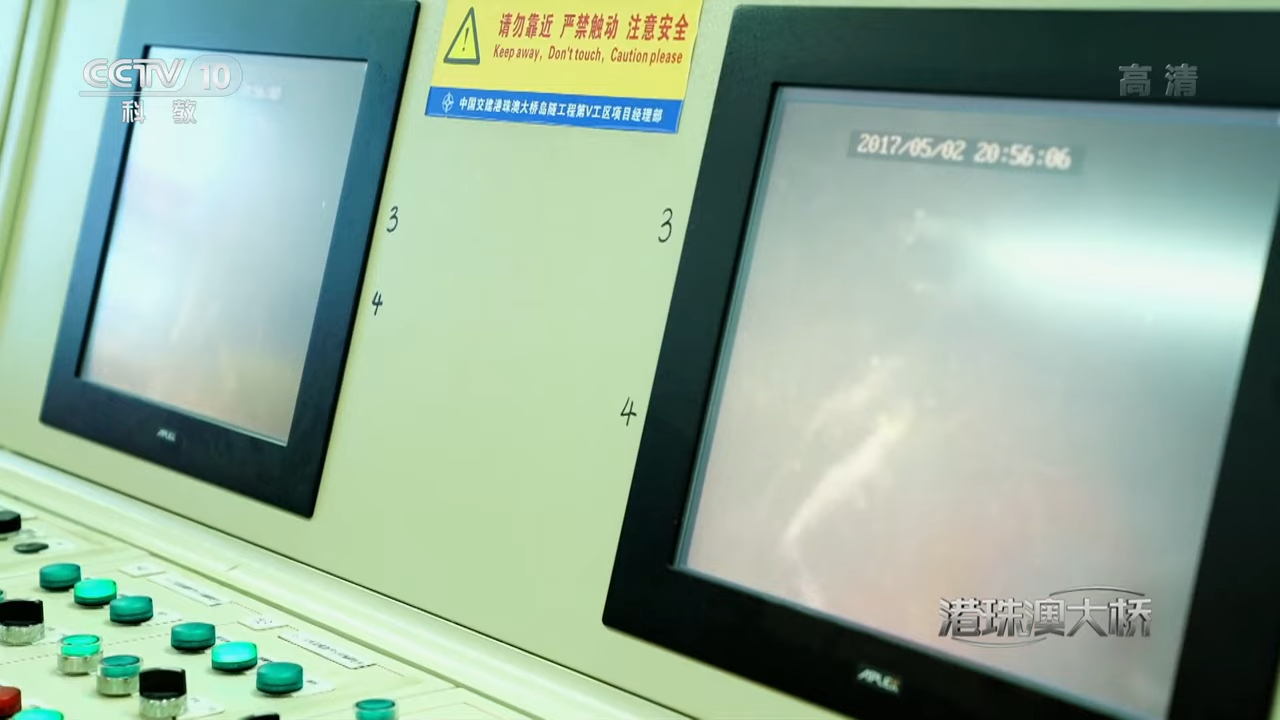 CCTV 10
科教
高清
请勿靠近 严禁触动 注意安全
Keep away, Don't touch, Caution please
中国交建港珠澳大桥岛隧工程第V工区项目经理部
2017/05/02 20:56:06
3
3
4
4
APLEX
APLEX
港珠澳大桥